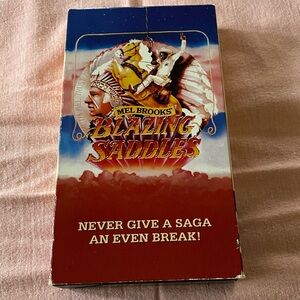 MEL BROOKS'
BLAZING
SADDLES
NEVER GIVE A SAGA
AN EVEN BREAK!